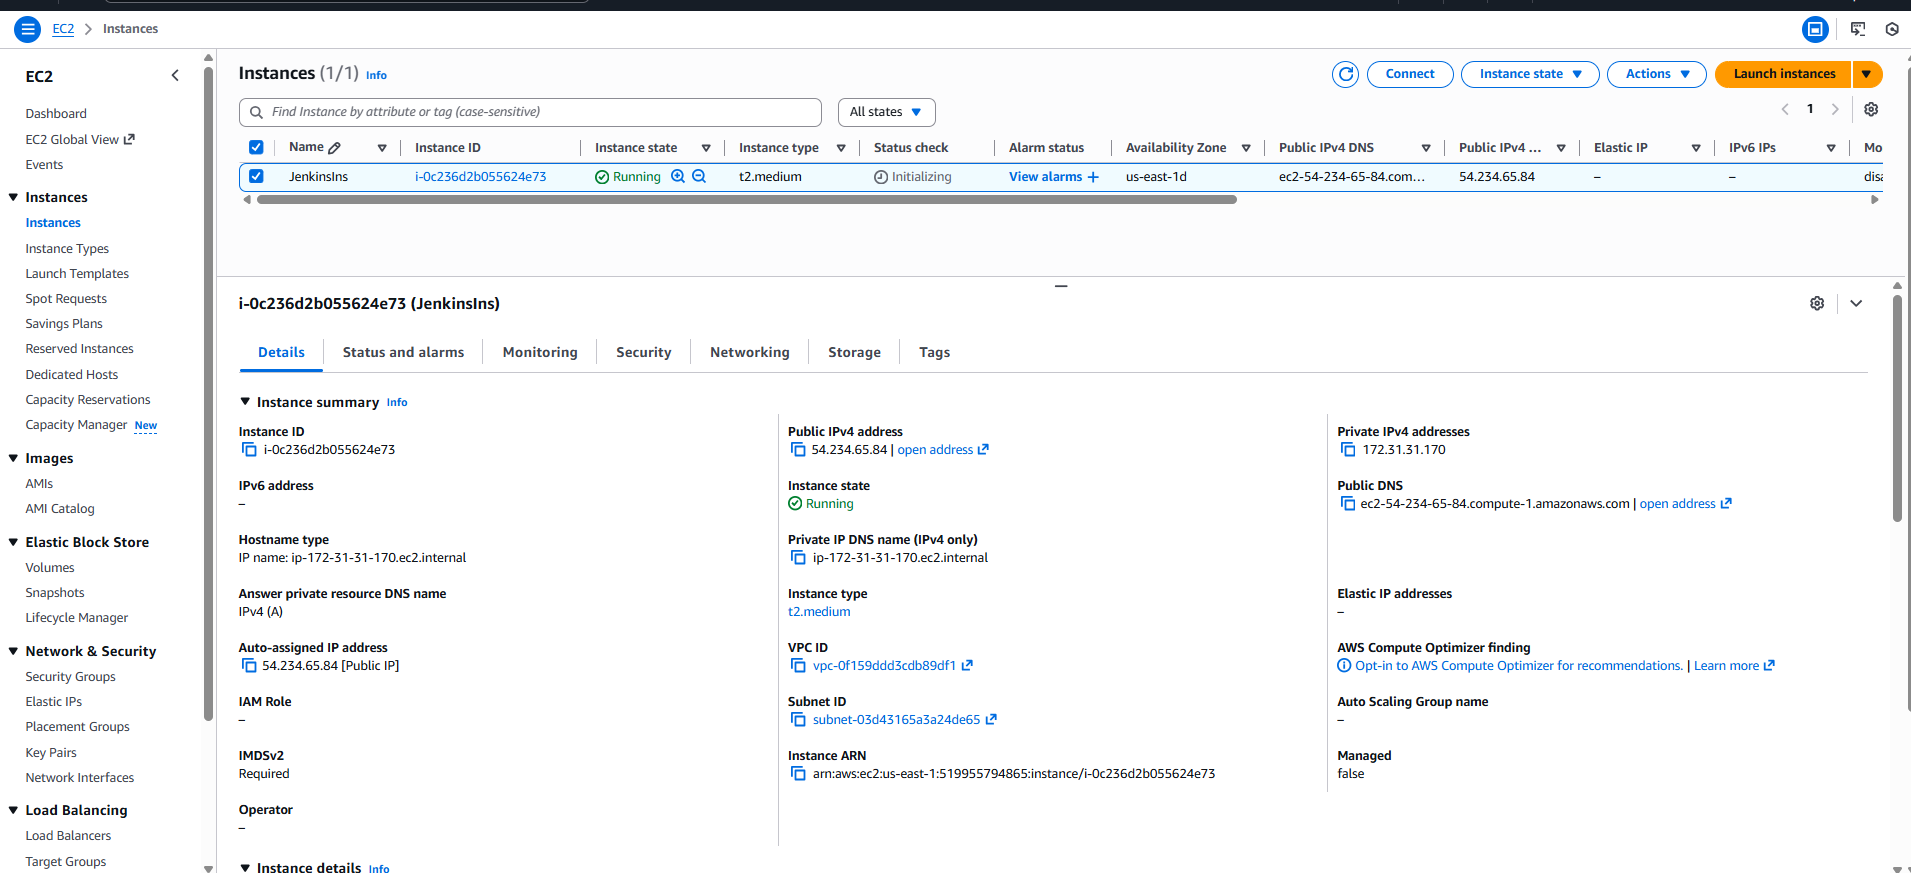 EC2 Instances
EC2
Dashboard
EC2 Global View
Events
Instances
Instances
Instance Types
Launch Templates
Spot Requests
Savings Plans
Reserved Instances
Dedicated Hosts
Capacity Reservations
Capacity Manager New
Images
AMIs
AMI Catalog
Elastic Block Store
Volumes
Snapshots
Lifecycle Manager
Network & Security
Security Groups
Elastic IPs
Placement Groups
Key Pairs
Network Interfaces
Load Balancing
Load Balancers
Target Groups
Instances (1/1) Info
Connect Instance state Actions Launch instances
Find Instance by attribute or tag (case-sensitive) All states 1
Name Instance ID Instance state Instance type Status check Alarm status Availability Zone Public IPv4 DNS Public IPv4 ... Elastic IP IPv6 IPs Mo
JenkinsIns i-0c236d2b055624e73 Running t2.medium Initializing View alarms + us-east-1d ec2-54-234-65-84.com... 54.234.65.84 – – disa
i-0c236d2b055624e73 (JenkinsIns)
Details Status and alarms Monitoring Security Networking Storage Tags
Instance summary Info
Instance ID
i-0c236d2b055624e73
Public IPv4 address
54.234.65.84 | open address
Private IPv4 addresses
172.31.31.170
IPv6 address
–
Instance state
Running
Public DNS
ec2-54-234-65-84.compute-1.amazonaws.com | open address
Hostname type
IP name: ip-172-31-31-170.ec2.internal
Private IP DNS name (IPv4 only)
ip-172-31-31-170.ec2.internal
Answer private resource DNS name
IPv4 (A)
Instance type
t2.medium
Elastic IP addresses
–
Auto-assigned IP address
54.234.65.84 [Public IP]
VPC ID
vpc-0f159ddd3cdb89df1
AWS Compute Optimizer finding
Opt-in to AWS Compute Optimizer for recommendations. | Learn more
IAM Role
–
Subnet ID
subnet-03d43165a3a24de65
Auto Scaling Group name
–
IMDSv2
Required
Instance ARN
arn:aws:ec2:us-east-1:519955794865:instance/i-0c236d2b055624e73
Managed
false
Operator
–
Instance details Info